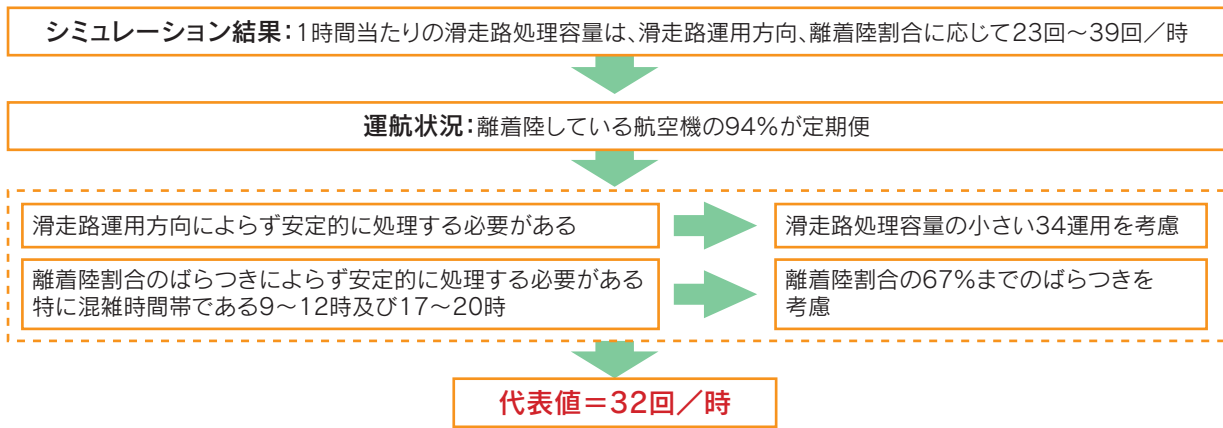 シミュレーション結果：1時間当たりの滑走路処理容量は、滑走路運用方向、離着陸割合に応じて23回～39回／時
運航状況：離着陸している航空機の94%が定期便
滑走路運用方向によらず安定的に処理する必要がある
滑走路処理容量の小さい34運用を考慮
離着陸割合のばらつきによらず安定的に処理する必要がある
特に混雑時間帯である9～12時及び17～20時
離着陸割合の67%までのばらつきを
考慮
代表値＝32回／時